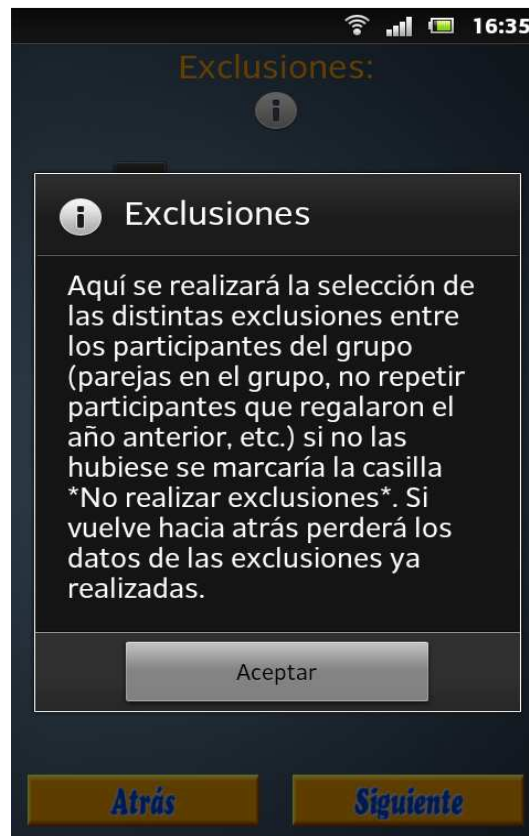 16:35
Exclusiones:
Exclusiones
Aquí se realizará la selección de
las distintas exclusiones entre
los participantes del grupo
(parejas en el grupo, no repetir
participantes que regalaron el
año anterior, etc.) si no las
hubiese se marcaría la casilla
*No realizar exclusiones*. Si
vuelve hacia atrás perderá los
datos de las exclusiones ya
realizadas.
Aceptar
Atrás
Siguiente